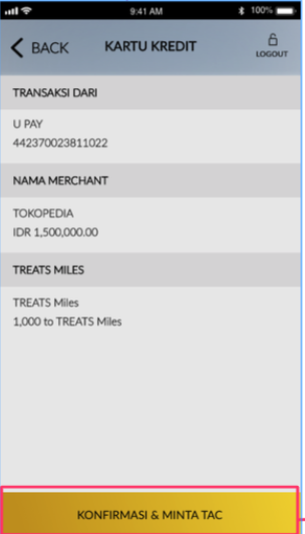 9:41 AM
100%
BACK
KARTU KREDIT
LOGOUT
TRANSAKSI DARI
U PAY
442370023811022
NAMA MERCHANT
TOKOPEDIA
IDR 1,500,000.00
TREATS MILES
TREATS Miles
1,000 to TREATS Miles
KONFIRMASI & MINTA TAC